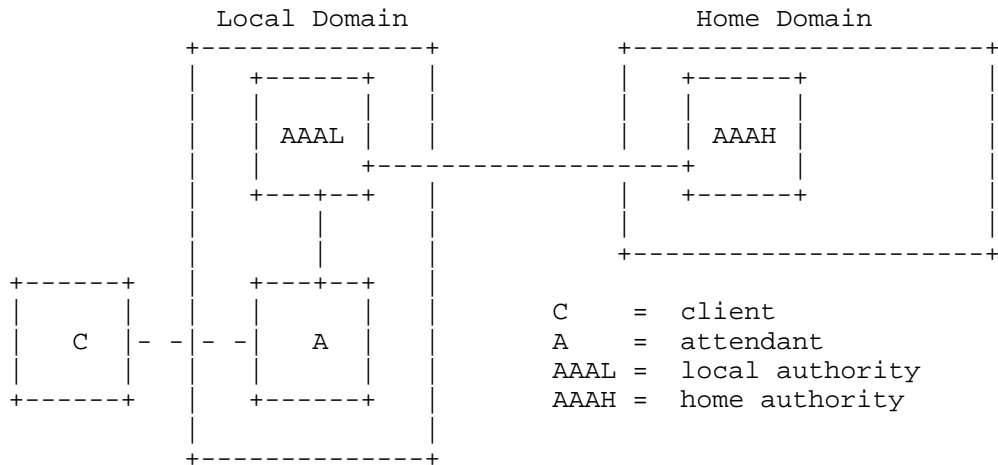 Local Domain Home Domain
AAAL AAAH
C A
C = client
A = attendant
AAAL = local authority
AAAH = home authority